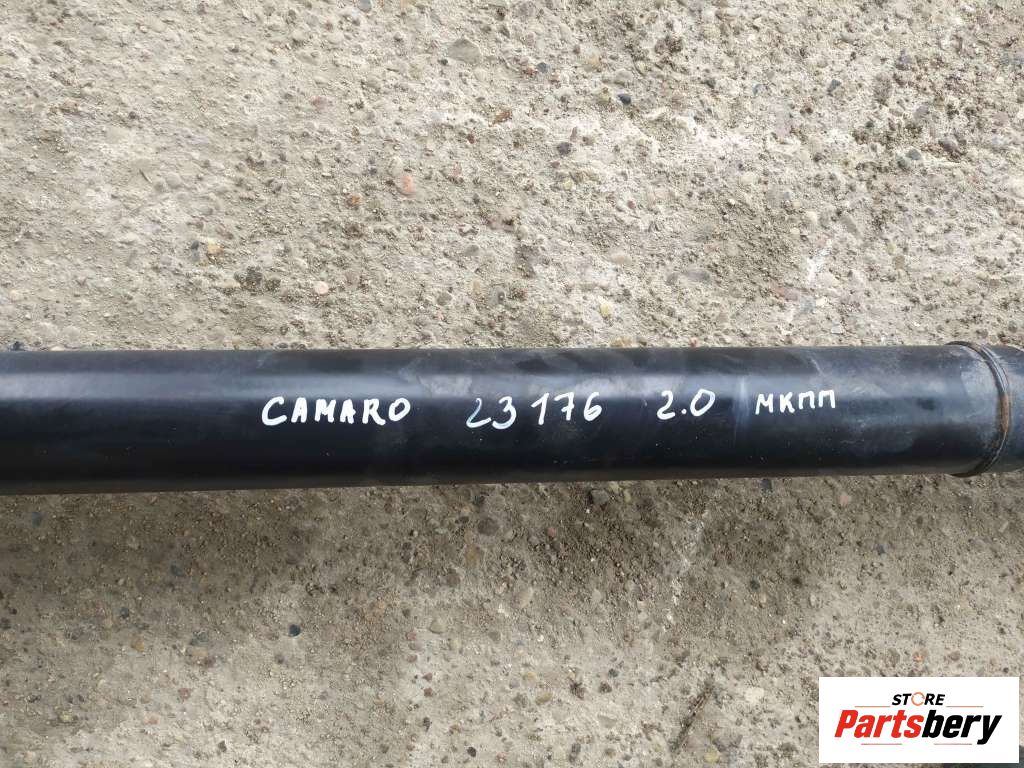 CAMARO 23176 2.0 МКПП
STORE
Partsbery